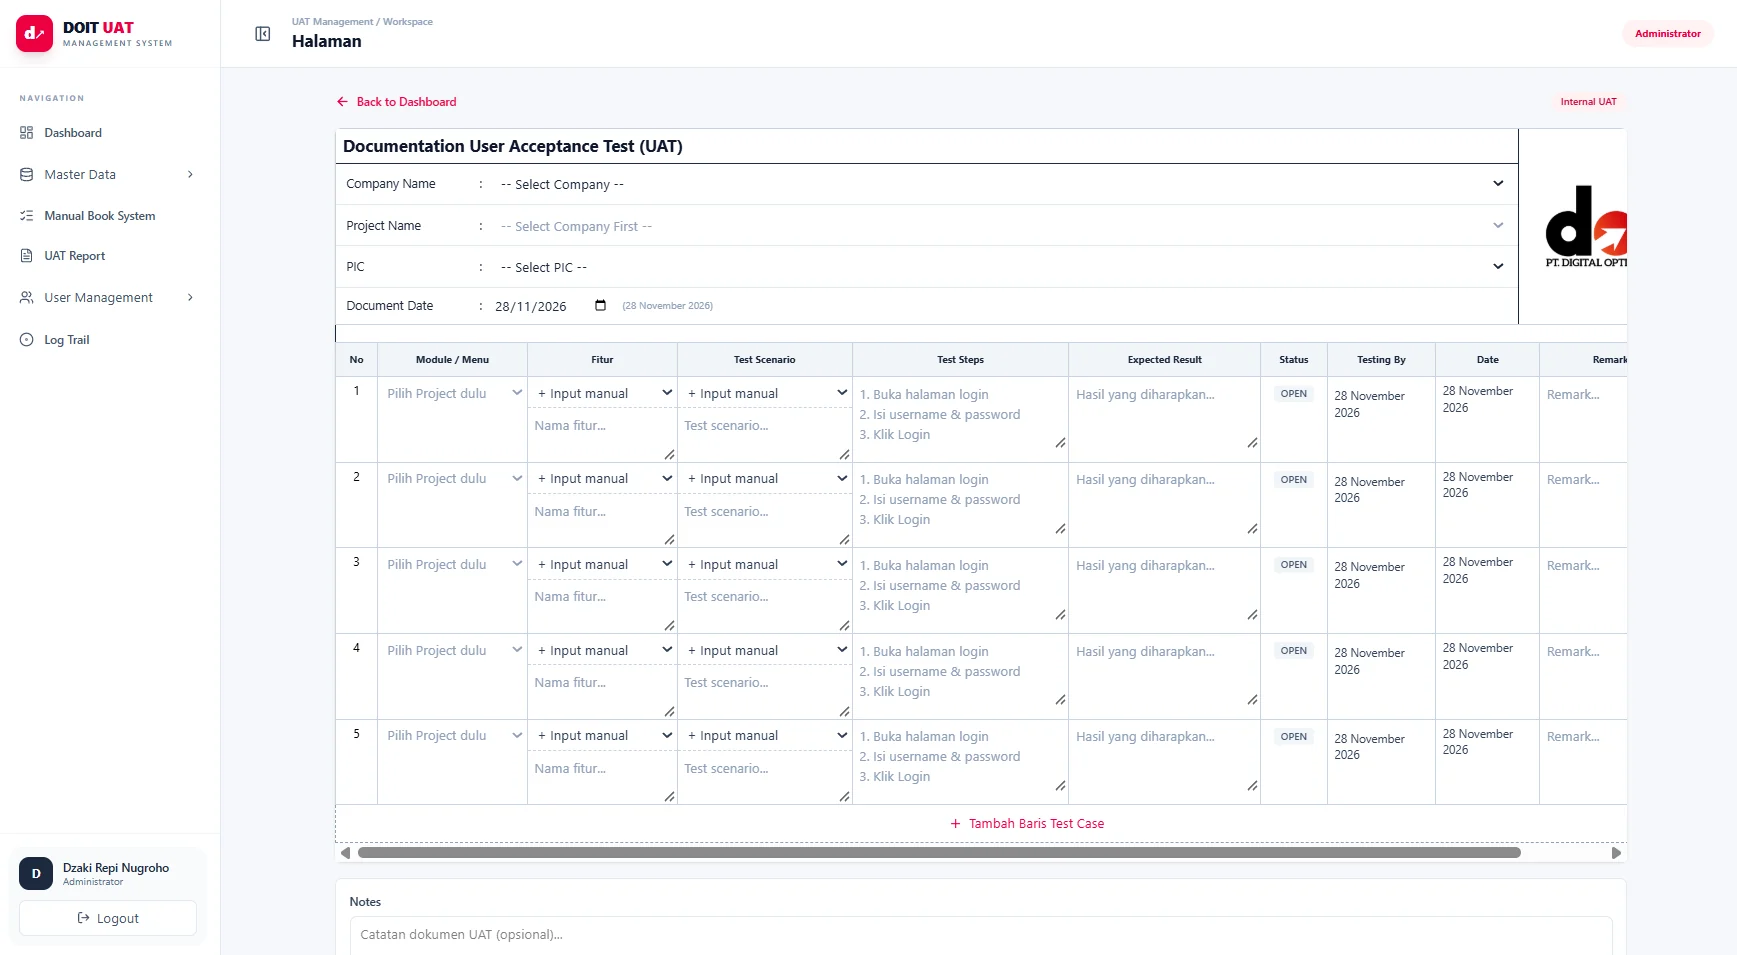 d
DOIT UAT
MANAGEMENT SYSTEM
UAT Management / Workspace
Halaman
Administrator
NAVIGATION
Dashboard
Master Data
Manual Book System
UAT Report
User Management
Log Trail
D
Dzaki Repi Nugroho
Administrator
Logout
Back to Dashboard
Internal UAT
Documentation User Acceptance Test (UAT)
Company Name : -- Select Company --
Project Name : -- Select Company First --
PIC : -- Select PIC --
Document Date : 28/11/2026 (28 November 2026)
do
PT. DIGITAL OPTI
No Module / Menu Fitur Test Scenario Test Steps Expected Result Status Testing By Date Remark
1 Pilih Project dulu + Input manual + Input manual 1. Buka halaman login Hasil yang diharapkan... OPEN 28 November 28 November Remark...
Nama fitur... Test scenario... 2. Isi username & password 2026 2026
3. Klik Login
2 Pilih Project dulu + Input manual + Input manual 1. Buka halaman login Hasil yang diharapkan... OPEN 28 November 28 November Remark...
Nama fitur... Test scenario... 2. Isi username & password 2026 2026
3. Klik Login
3 Pilih Project dulu + Input manual + Input manual 1. Buka halaman login Hasil yang diharapkan... OPEN 28 November 28 November Remark...
Nama fitur... Test scenario... 2. Isi username & password 2026 2026
3. Klik Login
4 Pilih Project dulu + Input manual + Input manual 1. Buka halaman login Hasil yang diharapkan... OPEN 28 November 28 November Remark...
Nama fitur... Test scenario... 2. Isi username & password 2026 2026
3. Klik Login
5 Pilih Project dulu + Input manual + Input manual 1. Buka halaman login Hasil yang diharapkan... OPEN 28 November 28 November Remark...
Nama fitur... Test scenario... 2. Isi username & password 2026 2026
3. Klik Login
+ Tambah Baris Test Case
Notes
Catatan dokumen UAT (opsional)...